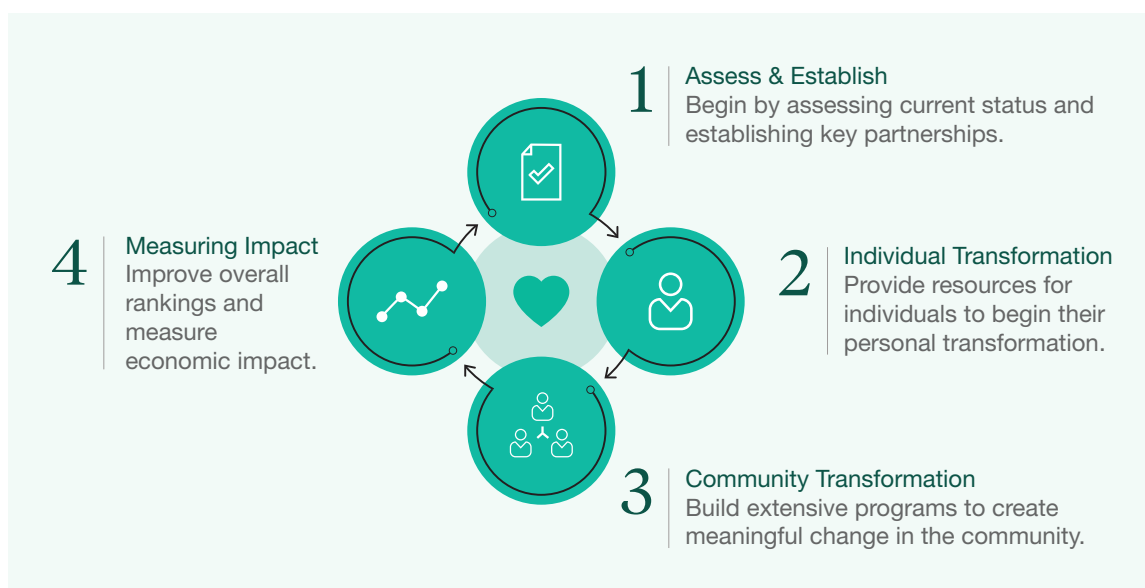 1
Assess & Establish
Begin by assessing current status and
establishing key partnerships.
2
Individual Transformation
Provide resources for
individuals to begin their
personal transformation.
3
Community Transformation
Build extensive programs to create
meaningful change in the community.
4
Measuring Impact
Improve overall
rankings and
measure
economic impact.